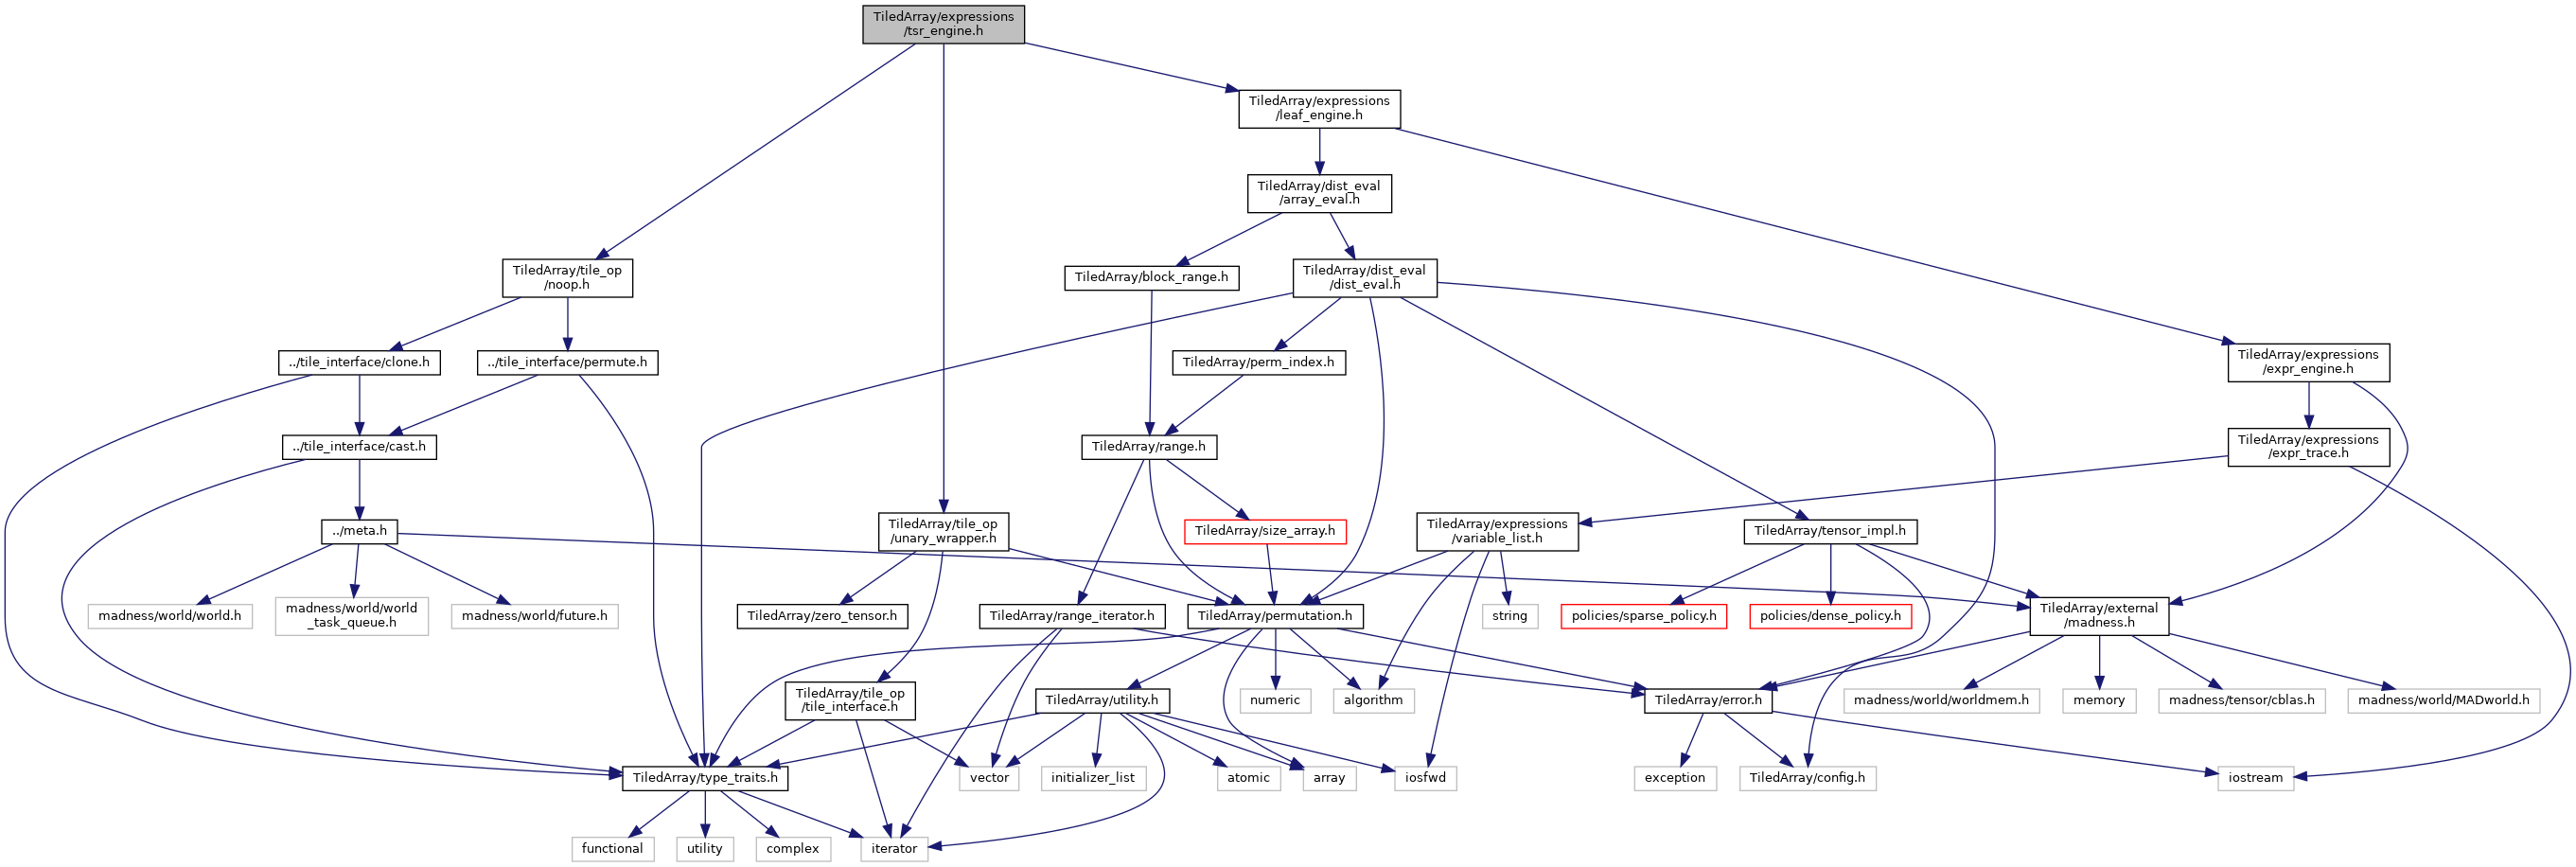 TiledArray/expressions
/tsr_engine.h
TiledArray/expressions
/leaf_engine.h
TiledArray/dist_eval
/array_eval.h
TiledArray/tile_op
/noop.h
TiledArray/block_range.h
TiledArray/dist_eval
/dist_eval.h
../tile_interface/clone.h
../tile_interface/permute.h
TiledArray/perm_index.h
TiledArray/expressions
/expr_engine.h
../tile_interface/cast.h
TiledArray/range.h
TiledArray/expressions
/expr_trace.h
../meta.h
TiledArray/tile_op
/unary_wrapper.h
TiledArray/size_array.h
TiledArray/expressions
/variable_list.h
TiledArray/tensor_impl.h
madness/world/world.h
madness/world/world
_task_queue.h
madness/world/future.h
TiledArray/zero_tensor.h
TiledArray/range_iterator.h
TiledArray/permutation.h
string
policies/sparse_policy.h
policies/dense_policy.h
TiledArray/external
/madness.h
TiledArray/tile_op
/tile_interface.h
TiledArray/utility.h
numeric
algorithm
TiledArray/error.h
madness/world/worldmem.h
memory
madness/tensor/cblas.h
madness/world/MADworld.h
TiledArray/type_traits.h
vector
initializer_list
atomic
array
iosfwd
exception
TiledArray/config.h
iostream
functional
utility
complex
iterator